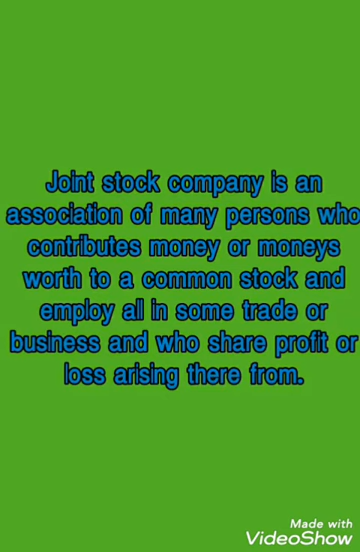 Joint stock company is an
association of many persons who
contributes money or moneys
worth to a common stock and
employ all in some trade or
business and who share profit or
loss arising there from.
Made with
VideoShow